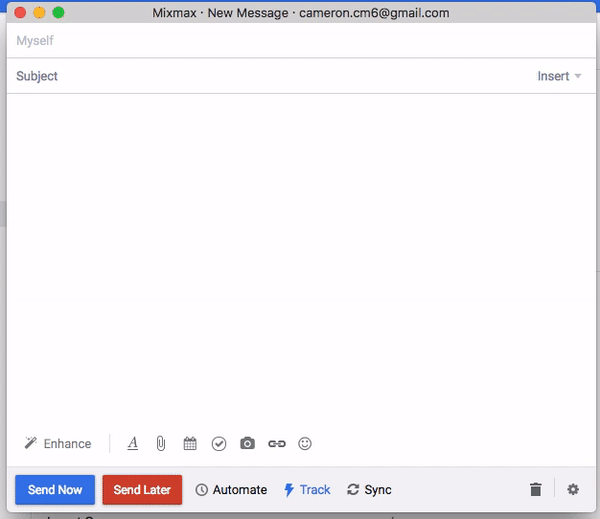 Mixmax · New Message · cameron.cm6@gmail.com
Myself
Subject Insert
Enhance A
Send Now Send Later Automate Track Sync